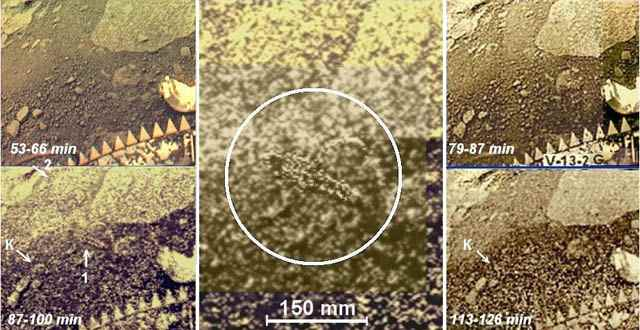 53-66 min
2
K
1
87-100 min
150 mm
79-87 min
V-13-2 C
K
113-126 min